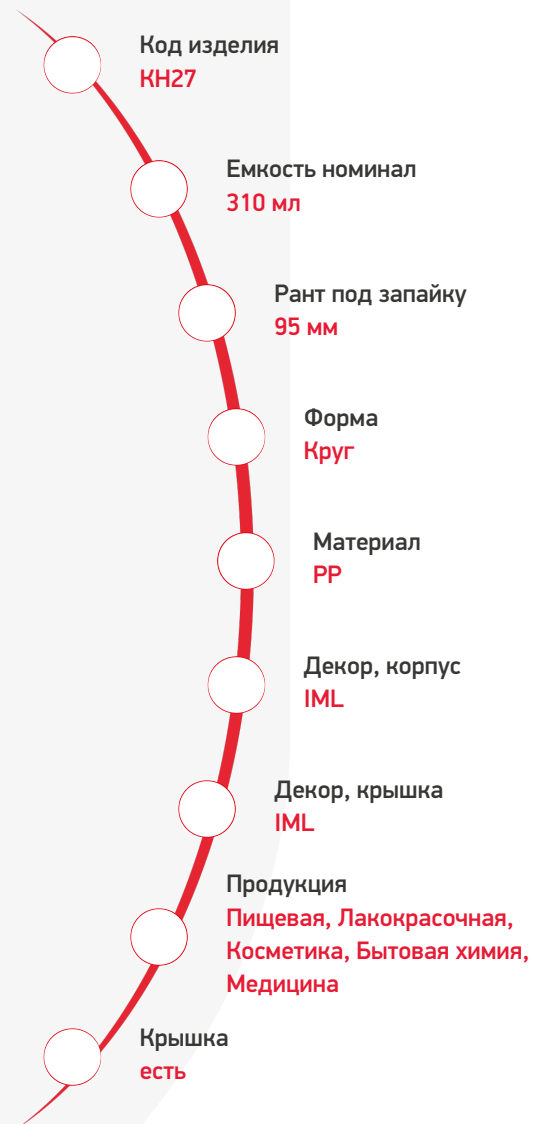 Код изделия
КН27
Емкость номинал
310 мл
Рант под запайку
95 мм
Форма
Круг
Материал
PP
Декор, корпус
IML
Декор, крышка
IML
Продукция
Пищевая, Лакокрасочная,
Косметика, Бытовая химия,
Медицина
Крышка
есть